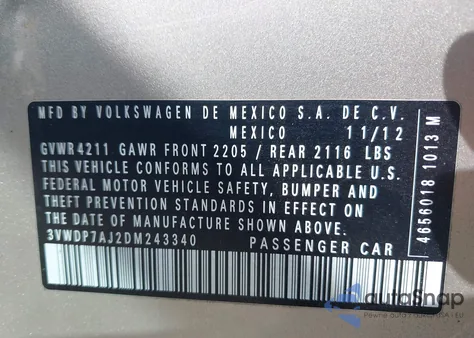 MFD BY VOLKSWAGEN DE MEXICO S.A. DE C.V.
MEXICO 11/12
GVWR 4211 GAWR FRONT 2205 / REAR 2116 LBS
THIS VEHICLE CONFORMS TO ALL APPLICABLE U.S.
FEDERAL MOTOR VEHICLE SAFETY, BUMPER AND
THEFT PREVENTION STANDARDS IN EFFECT ON
THE DATE OF MANUFACTURE SHOWN ABOVE.
3VWDP7AJ2DM243340 PASSENGER CAR
4656018 1013 M
autoSnap